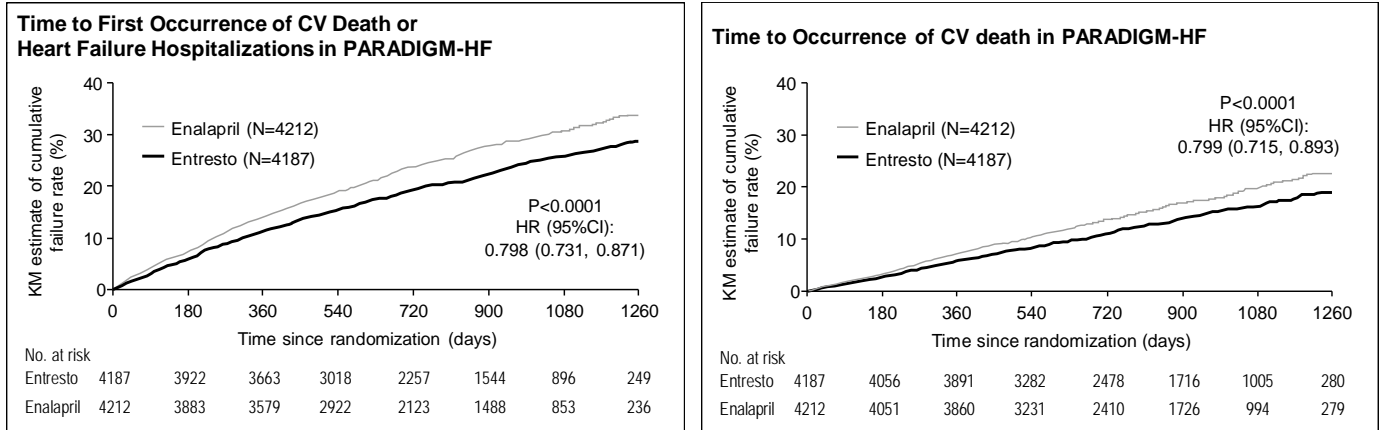 Time to First Occurrence of CV Death or
Heart Failure Hospitalizations in PARADIGM-HF
KM estimate of cumulative
failure rate (%)
40
30
20
10
0
Enalapril (N=4212)
Entresto (N=4187)
P<0.0001
HR (95%CI):
0.798 (0.731, 0.871)
0 180 360 540 720 900 1080 1260
Time since randomization (days)
No. at risk
Entresto 4187 3922 3663 3018 2257 1544 896 249
Enalapril 4212 3883 3579 2922 2123 1488 853 236
Time to Occurrence of CV death in PARADIGM-HF
KM estimate of cumulative
failure rate (%)
40
30
20
10
0
Enalapril (N=4212)
Entresto (N=4187)
P<0.0001
HR (95%CI):
0.799 (0.715, 0.893)
0 180 360 540 720 900 1080 1260
Time since randomization (days)
No. at risk
Entresto 4187 4056 3891 3282 2478 1716 1005 280
Enalapril 4212 4051 3860 3231 2410 1726 994 279